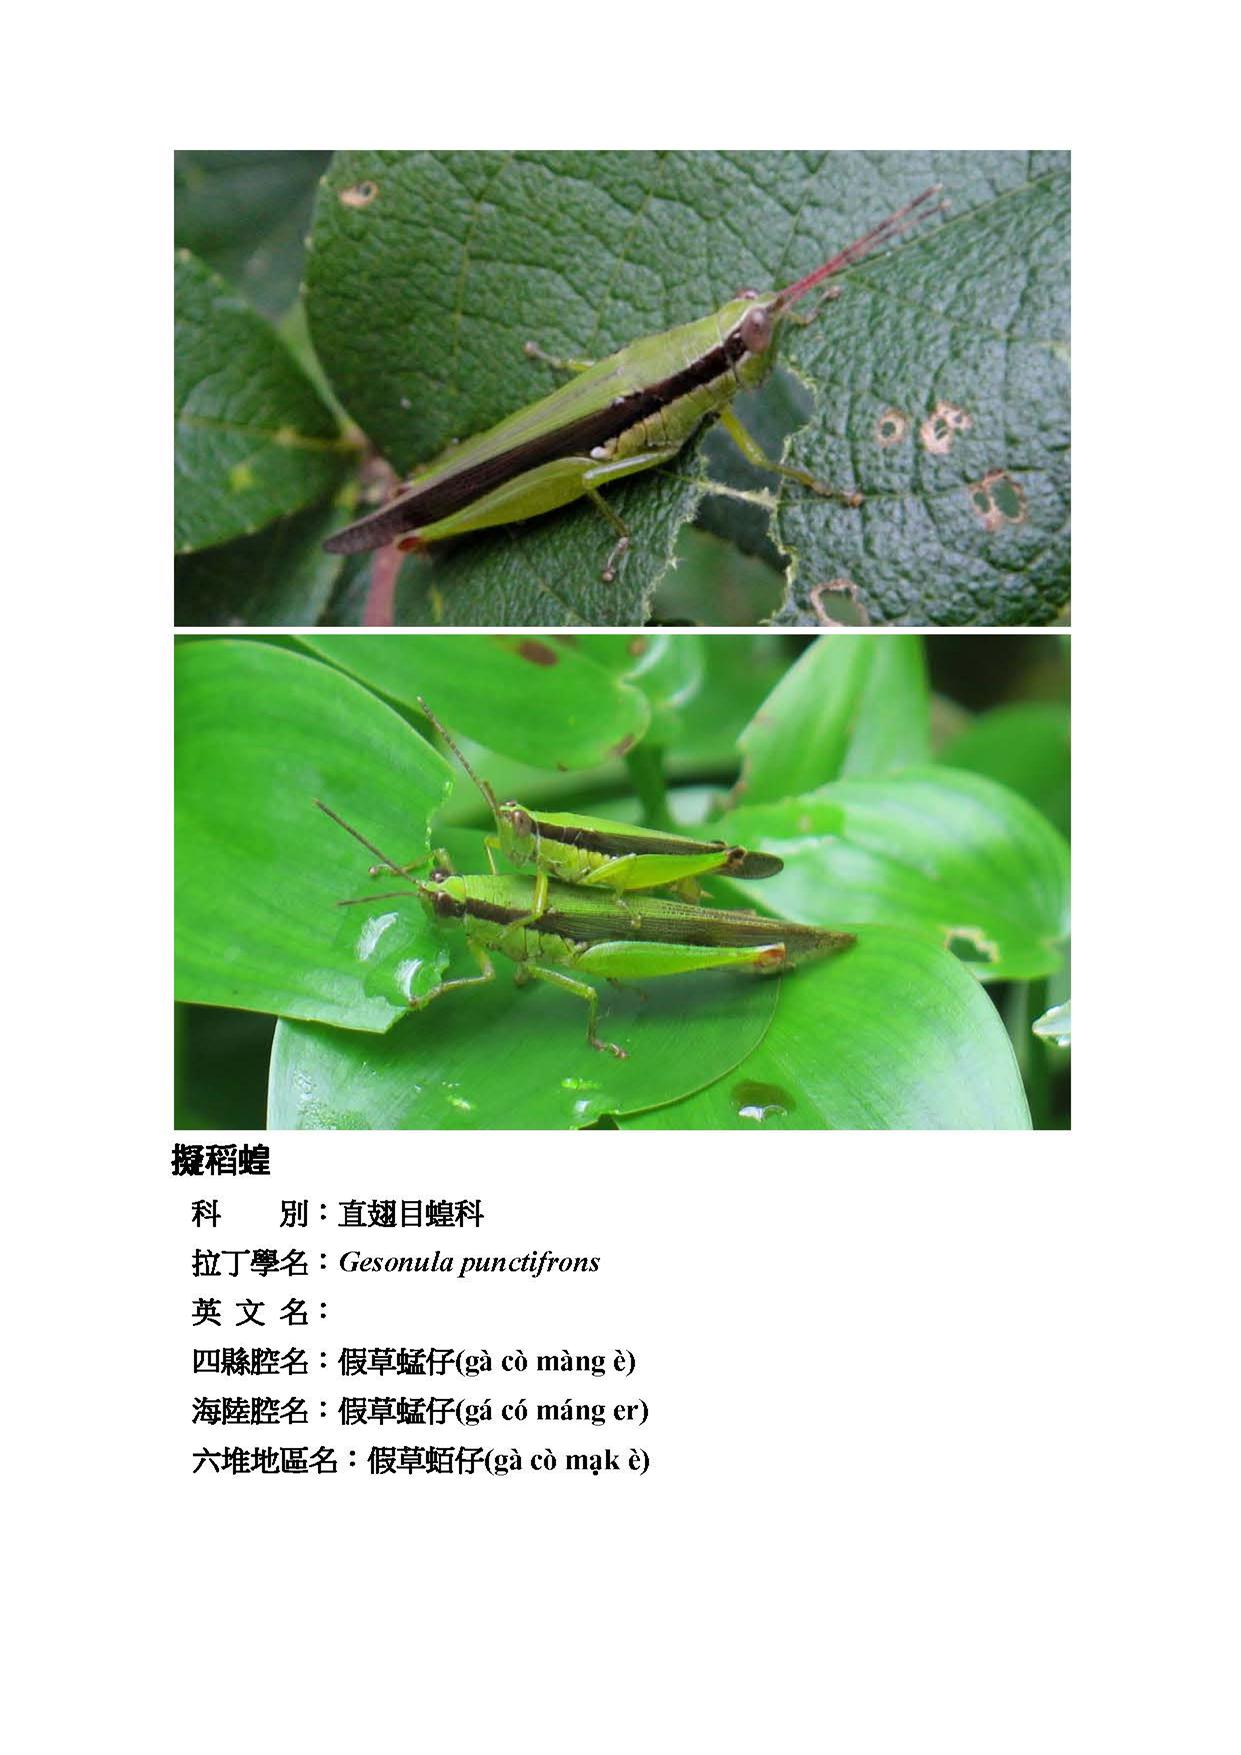 擬稻蝗
科　　別：直翅目蝗科
拉丁學名：Gesonula punctifrons
英 文 名：
四縣腔名：假草蜢仔(gà cò màng è)
海陸腔名：假草蜢仔(gá có máng er)
六堆地區名：假草蛨仔(gà cò mạk è)